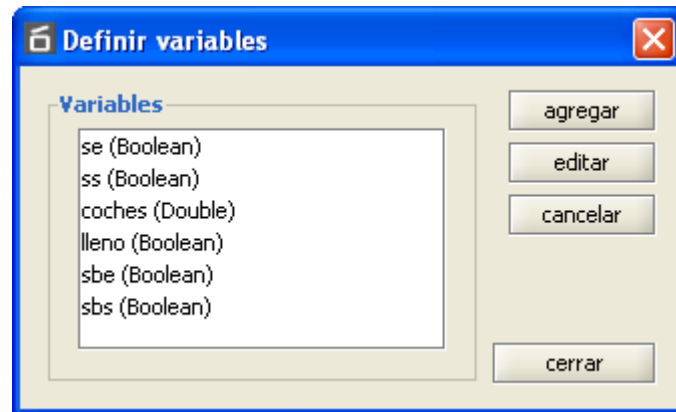 Definir variables
Variables
se (Boolean)
ss (Boolean)
coches (Double)
lleno (Boolean)
sbe (Boolean)
sbs (Boolean)
agregar
editar
cancelar
cerrar